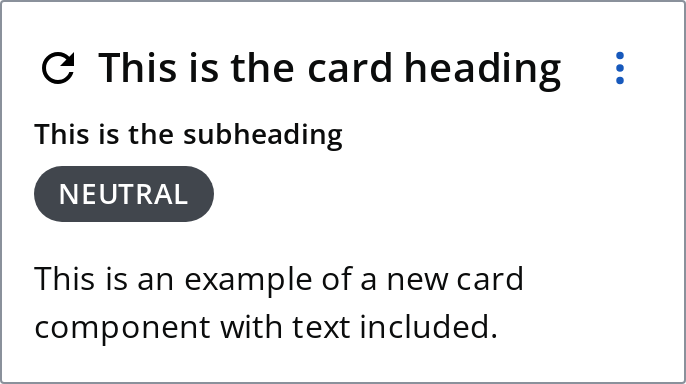 This is the card heading
This is the subheading
NEUTRAL
This is an example of a new card
component with text included.